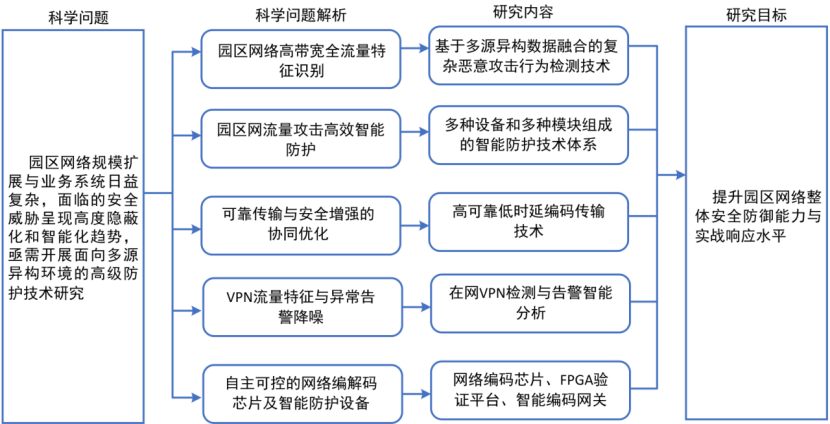 科学问题
科学问题解析
研究内容
研究目标
园区网络规模扩
展与业务系统日益
复杂，面临的安全
威胁呈现高度隐蔽
化和智能化趋势，
亟需开展面向多源
异构环境的高级防
护技术研究
园区网络高带宽全流量特
征识别
基于多源异构数据融合的复
杂恶意攻击行为检测技术
园区网流量攻击高效智能
防护
多种设备和多种模块组成
的智能防护技术体系
可靠传输与安全增强的
协同优化
高可靠低时延编码传输
技术
VPN流量特征与异常告
警降噪
在网VPN检测与告警智能
分析
自主可控的网络编解码
芯片及智能防护设备
网络编码芯片、FPGA验
证平台、智能编码网关
提升园区网络整
体安全防御能力与
实战响应水平